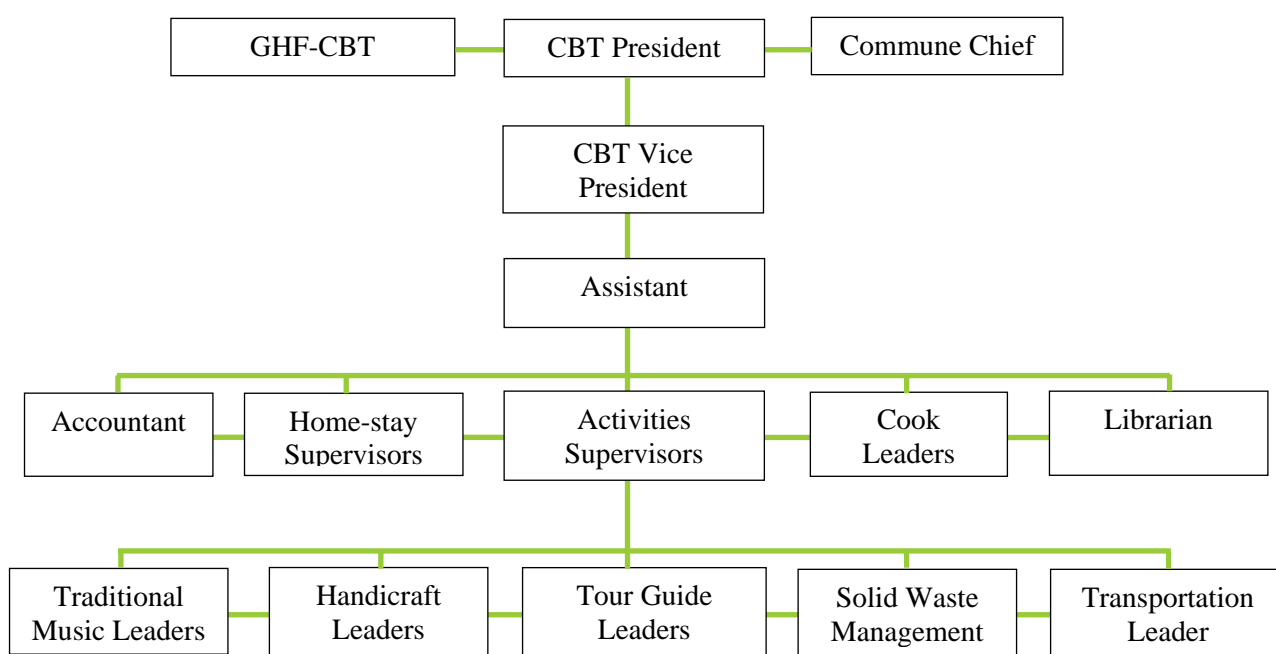 GHF-CBT
CBT President
Commune Chief
CBT Vice
President
Assistant
Accountant
Home-stay
Supervisors
Activities
Supervisors
Cook
Leaders
Librarian
Traditional
Music Leaders
Handicraft
Leaders
Tour Guide
Leaders
Solid Waste
Management
Transportation
Leader